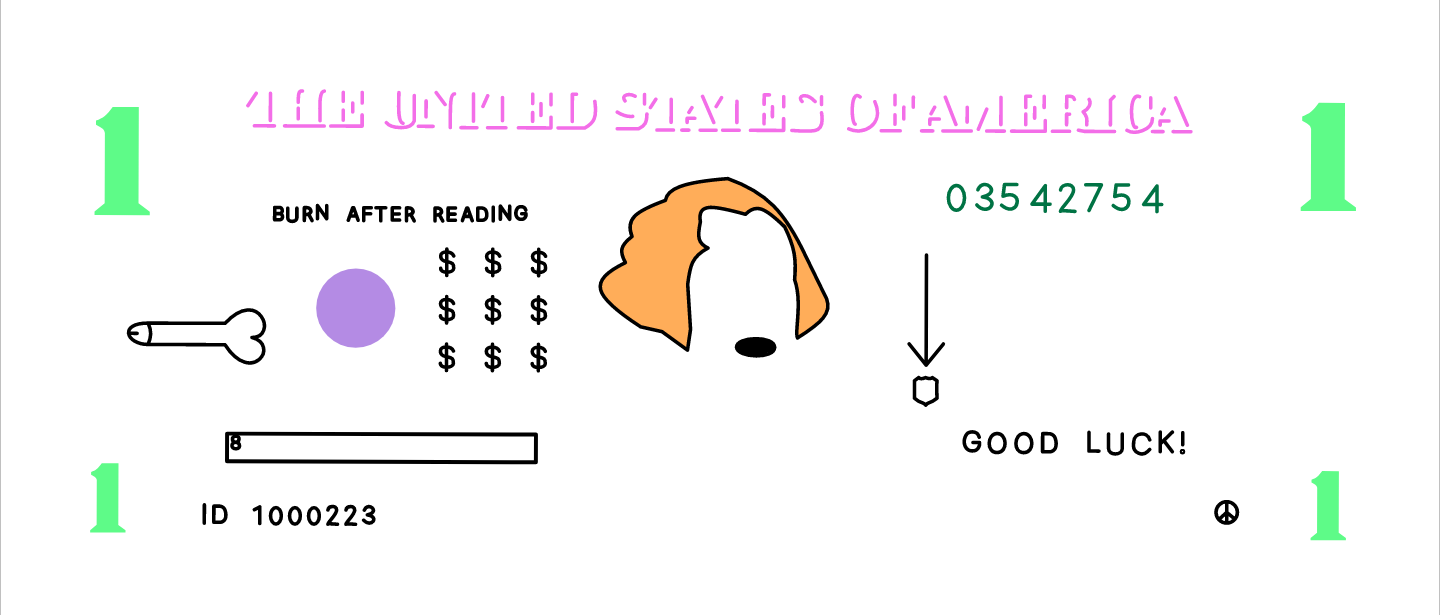 THE UNITED STATES OF AMERICA
1
1
03542754
BURN AFTER READING
$ $ $
$ $ $
$ $ $
8
GOOD LUCK!
1
ID 1000223
1